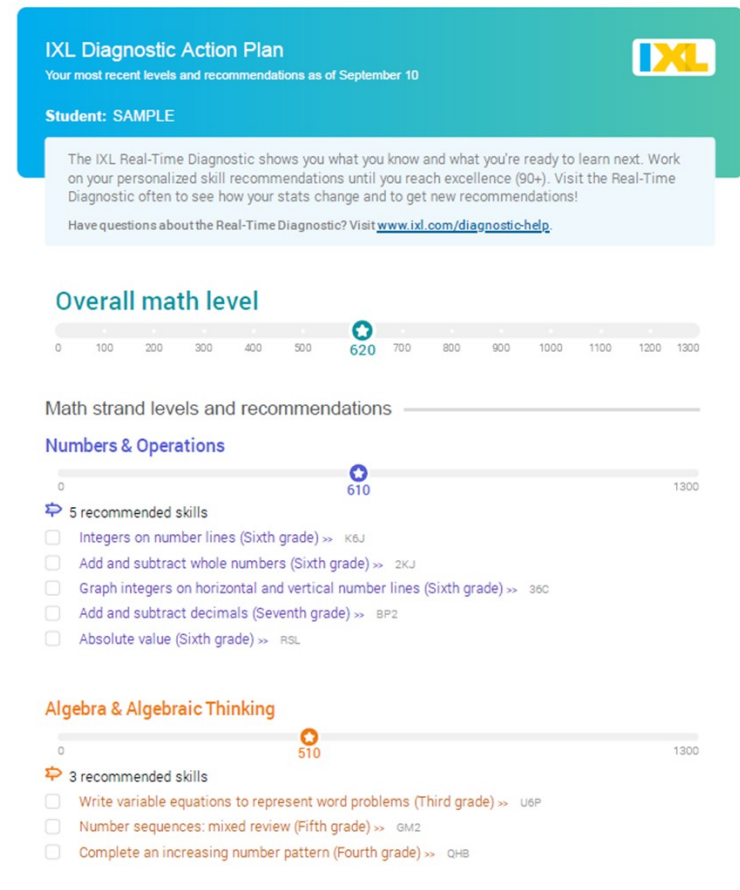 IXL Diagnostic Action Plan
IXL
Your most recent levels and recommendations as of September 10
Student: SAMPLE
The IXL Real-Time Diagnostic shows you what you know and what you're ready to learn next. Work
on your personalized skill recommendations until you reach excellence (90+). Visit the Real-Time
Diagnostic often to see how your stats change and to get new recommendations!
Have questions about the Real-Time Diagnostic? Visit www.ixl.com/diagnostic-help.
Overall math level
0 100 200 300 400 500 620 700 800 900 1000 1100 1200 1300
Math strand levels and recommendations
Numbers & Operations
0 610 1300
5 recommended skills
Integers on number lines (Sixth grade) >> K6J
Add and subtract whole numbers (Sixth grade) >> 2KJ
Graph integers on horizontal and vertical number lines (Sixth grade) >> 36C
Add and subtract decimals (Seventh grade) >> BP2
Absolute value (Sixth grade) >> RSL
Algebra & Algebraic Thinking
0 510 1300
3 recommended skills
Write variable equations to represent word problems (Third grade) >> U6P
Number sequences: mixed review (Fifth grade) >> GM2
Complete an increasing number pattern (Fourth grade) >> QHB